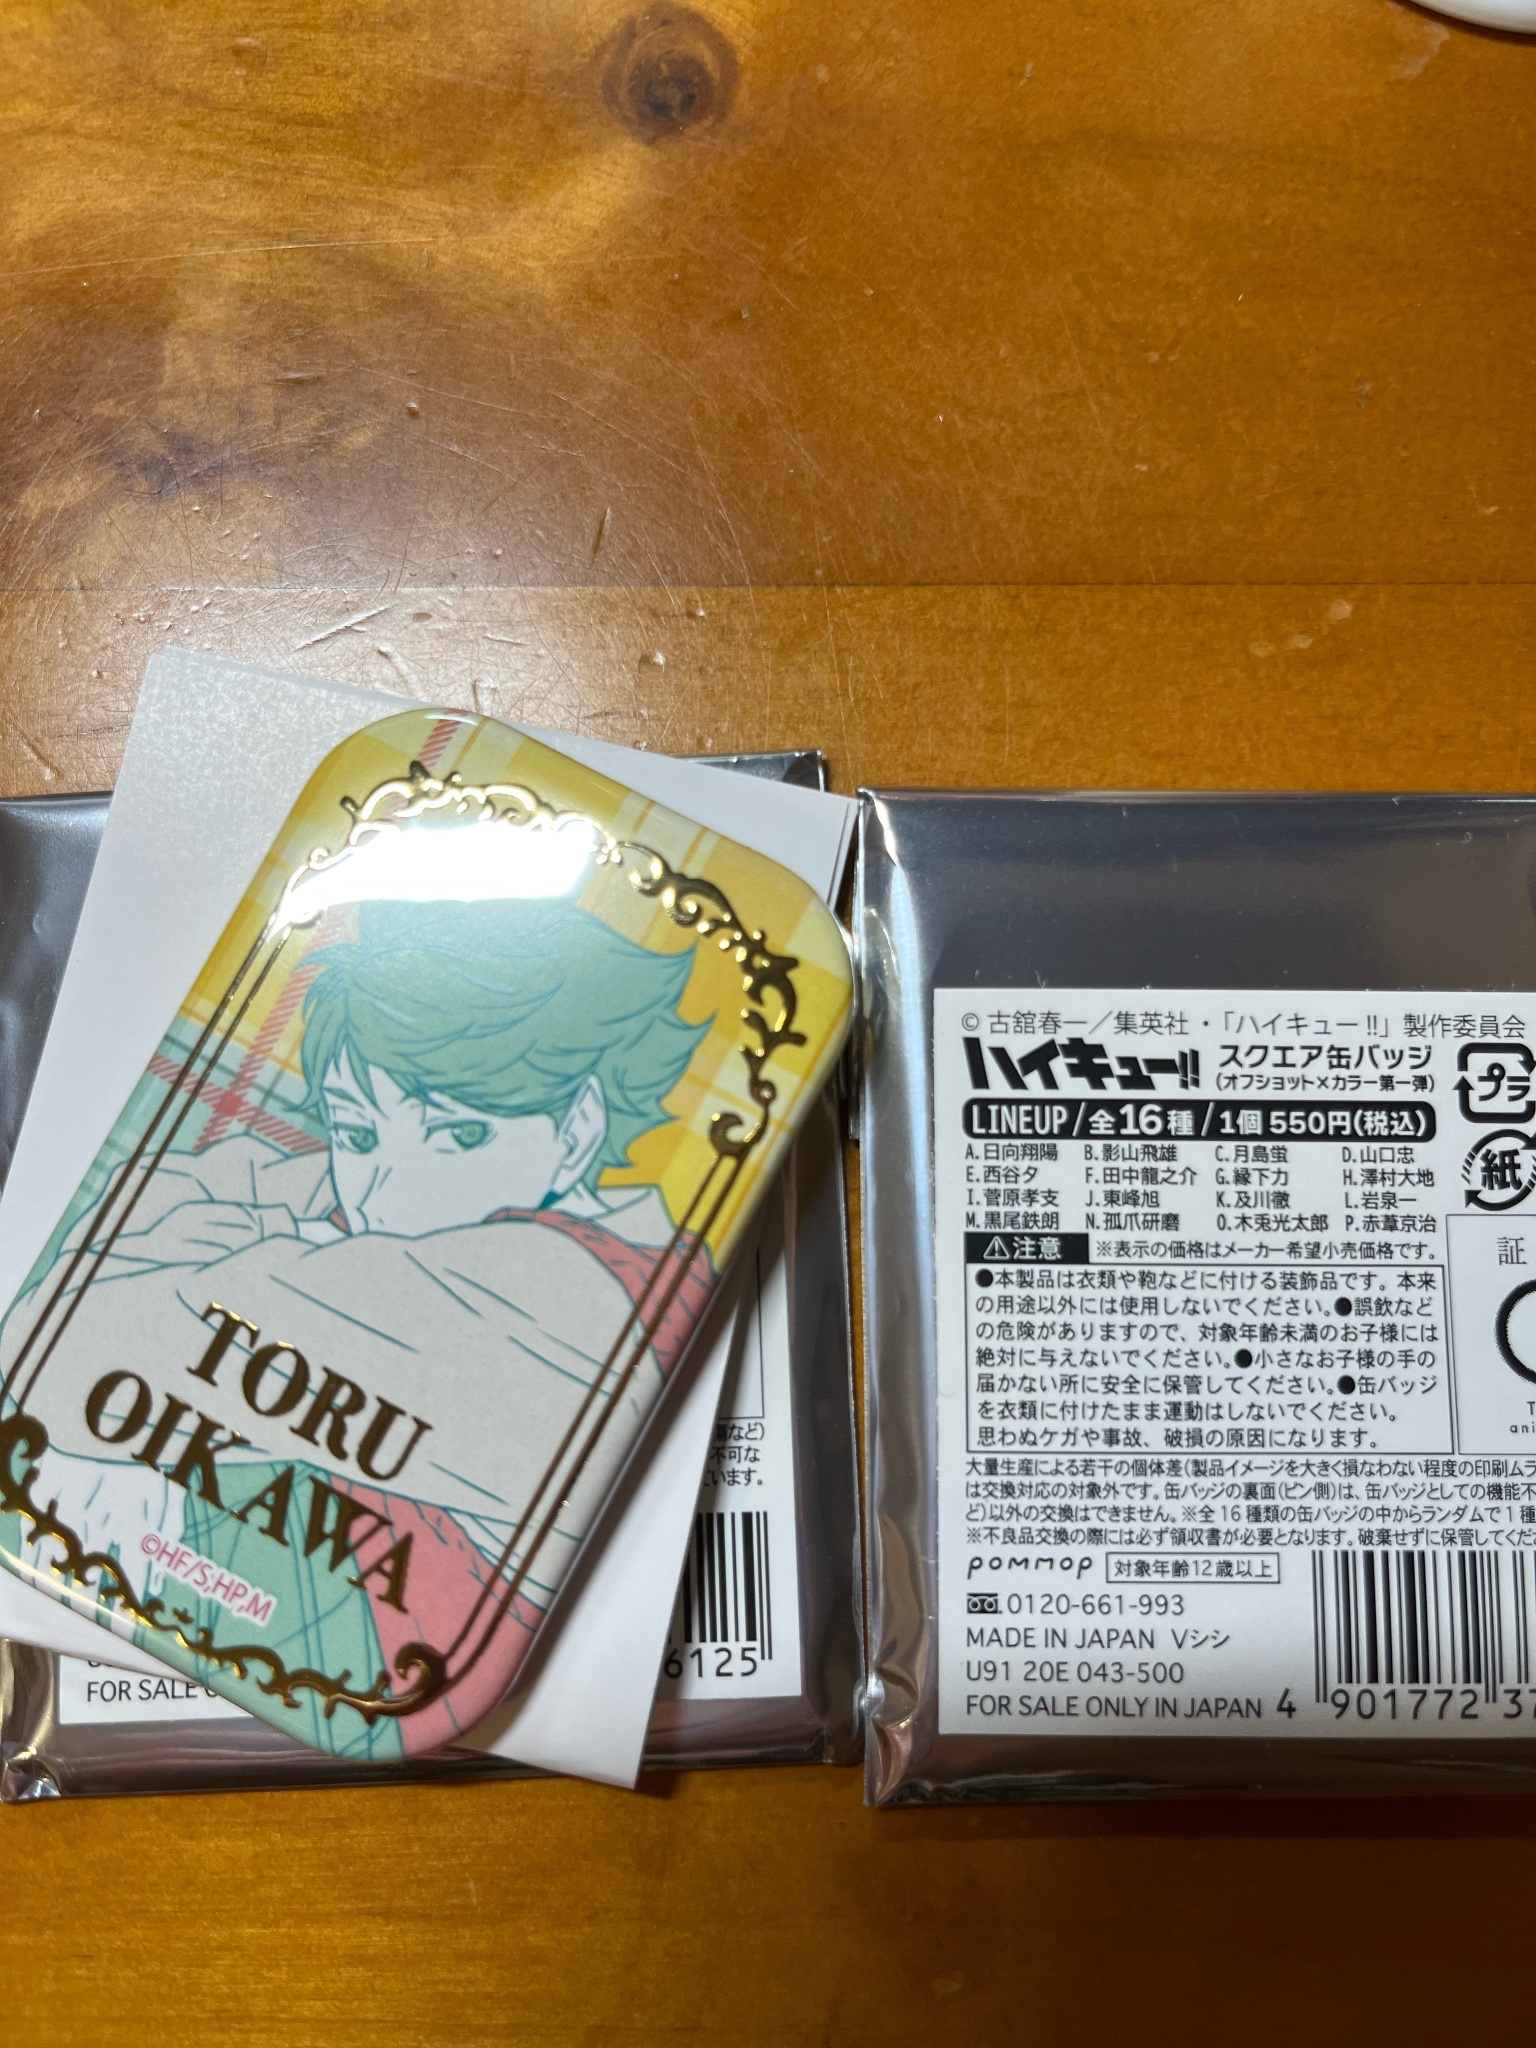 TORU
OIKAWA
©HF/S,HP,M
不可な
います。
6125
FOR SALE
© 古舘春一／集英社・「ハイキュー!!」製作委員会
ハイキュー!! スクエア缶バッジ
(オフショット×カラー第一弾)
プラ
LINEUP/全16種/1個550円(税込)
A.日向翔陽 B.影山飛雄 C.月島蛍 D.山口忠
E.西谷夕 F.田中龍之介 G.縁下力 H.澤村大地
I.菅原孝支 J.東峰旭 K.及川徹 L.岩泉一
M.黒尾鉄朗 N.孤爪研磨 O.木兎光太郎 P.赤葦京治
紙
⚠注意 ※表示の価格はメーカー希望小売価格です。
証
●本製品は衣類や鞄などに付ける装飾品です。本来
の用途以外には使用しないでください。●誤飲など
の危険がありますので、対象年齢未満のお子様には
絶対に与えないでください。●小さなお子様の手の
届かない所に安全に保管してください。●缶バッジ
を衣類に付けたまま運動はしないでください。
思わぬケガや事故、破損の原因になります。
大量生産による若干の個体差(製品イメージを大きく損なわない程度の印刷ムラ
は交換対応の対象外です。缶バッジの裏面(ピン側)は、缶バッジとしての機能不
ど)以外の交換はできません。※全16種類の缶バッジの中からランダムで1種
※不良品交換の際には必ず領収書が必要となります。破棄せずに保管してくださ
pommop 対象年齢12歳以上
0120-661-993
MADE IN JAPAN Vシシ
U91 20E 043-500
FOR SALE ONLY IN JAPAN 4 901772 37